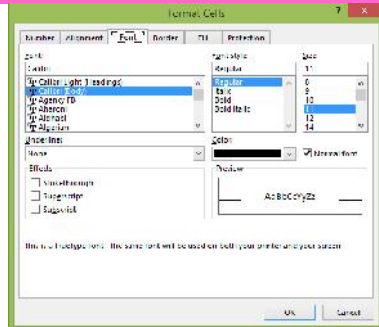 Format Cells
?
Number Alignment Font Border Fill Protection
Font: Font style: Size:
Calibri Regular 11
Calibri Light (Headings) Regular 8
Calibri (Body) Italic 9
Agency FB Bold 10
Aharoni Bold Italic 11
Aldhabi 12
Algerian 14
Underline: Color:
None Normal font
Effects Preview
Strikethrough
Superscript AaBbCcYyZz
Subscript
This is a TrueType font. The same font will be used on both your printer and your screen.
OK Cancel